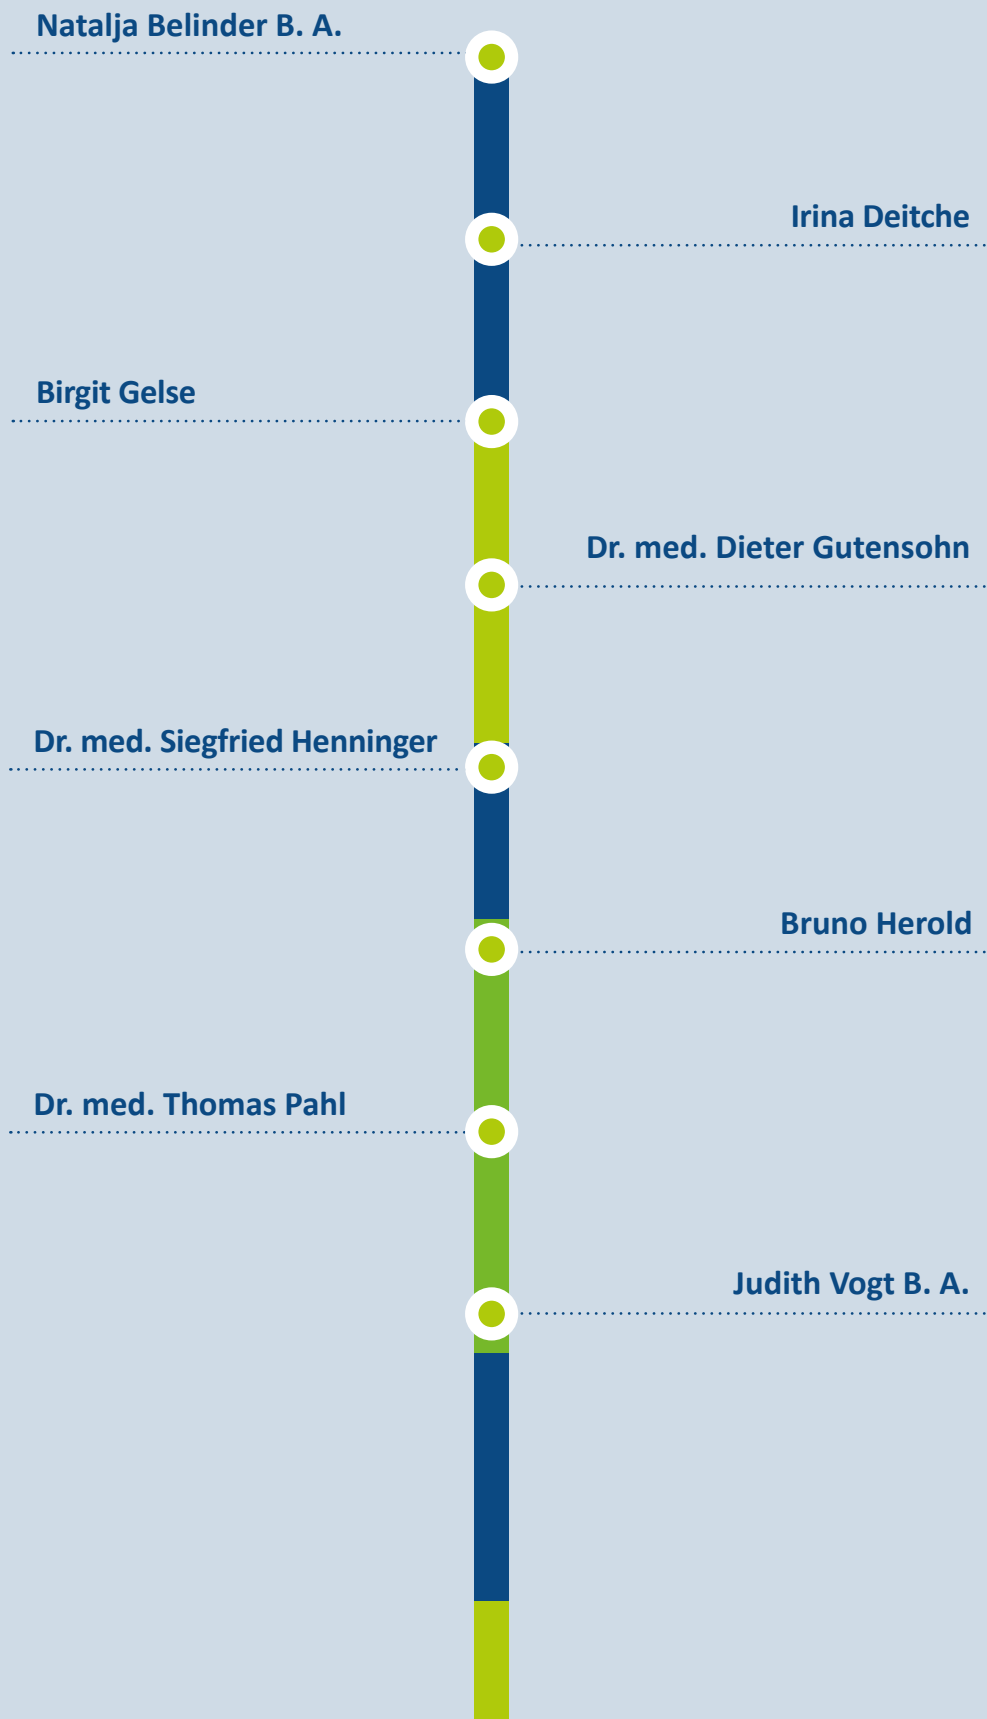 Natalja Belinder B. A.
Irina Deitche
Birgit Gelse
Dr. med. Dieter Gutensohn
Dr. med. Siegfried Henninger
Bruno Herold
Dr. med. Thomas Pahl
Judith Vogt B. A.